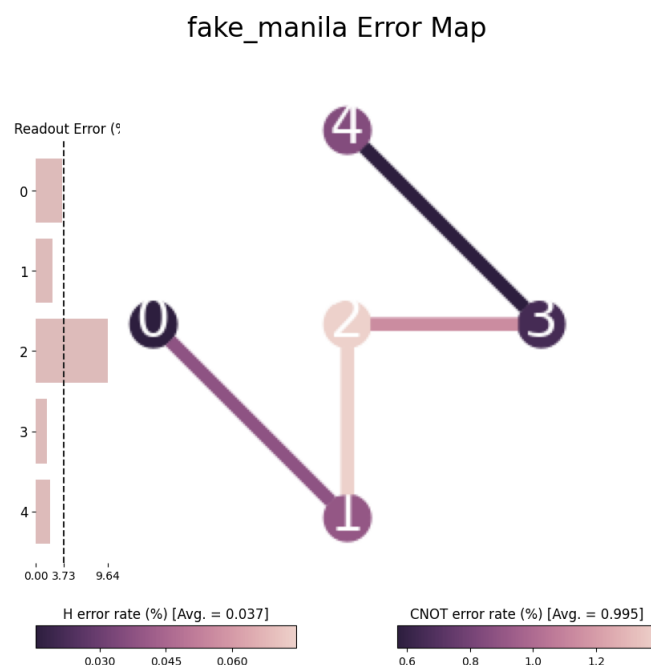 fake_manila Error Map
Readout Error (%
0
1
2
3
4
0.00 3.73 9.64
4
0 2 3
1
H error rate (%) [Avg. = 0.037]
0.030 0.045 0.060
CNOT error rate (%) [Avg. = 0.995]
0.6 0.8 1.0 1.2